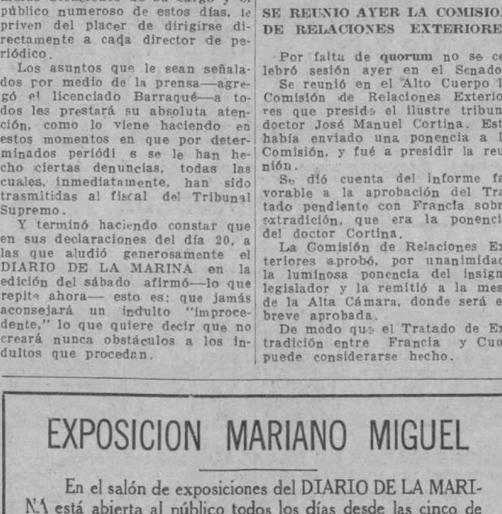 público numeroso de estos días, le
priven del placer de dirigirse di-
rectamente a cada director de pe-
riódico.
Los asuntos que le sean señala-
dos por medio de la prensa—agre-
gó el licenciado Barraqué—a to-
dos les prestará su absoluta aten-
ción, como lo viene haciendo en
estos momentos en que por deter-
minados periódi s se le han he-
cho ciertas denuncias, todas las
cuales, inmediatamente, han sido
trasmitidas al fiscal del Tribunal
Supremo.
Y terminó haciendo constar que
en sus declaraciones del día 20, a
las que aludió generosamente el
DIARIO DE LA MARINA en la
edición del sábado afirmó—lo que
repite ahora— esto es: que jamás
aconsejará un indulto "improce-
dente," lo que quiere decir que no
creará nunca obstáculos a los in-
dultos que procedan.
SE REUNIO AYER LA COMISIO
DE RELACIONES EXTERIORE
Por falta de quorum no se ce
lebró sesión ayer en el Senado
Se reunió en el Alto Cuerpo l
Comisión de Relaciones Exterio
res que preside el ilustre tribun
doctor José Manuel Cortina. Est
había enviado una ponencia a l
Comisión, y fué a presidir la reu
nión.
Se dió cuenta del informe fa
vorable a la aprobación del Tra
tado pendiente con Francia sobr
extradición, que era la ponenci
del doctor Cortina.
La Comisión de Relaciones Ex
teriores aprobó, por unanimidad
la luminosa ponencia del insign
legislador y la remitió a la mes
de la Alta Cámara, donde será e
breve aprobada.
De modo que el Tratado de Ex
tradición entre Francia y Cub
puede considerarse hecho.
EXPOSICION MARIANO MIGUEL
En el salón de exposiciones del DIARIO DE LA MARI-
NA está abierta al público todos los días desde las cinco de